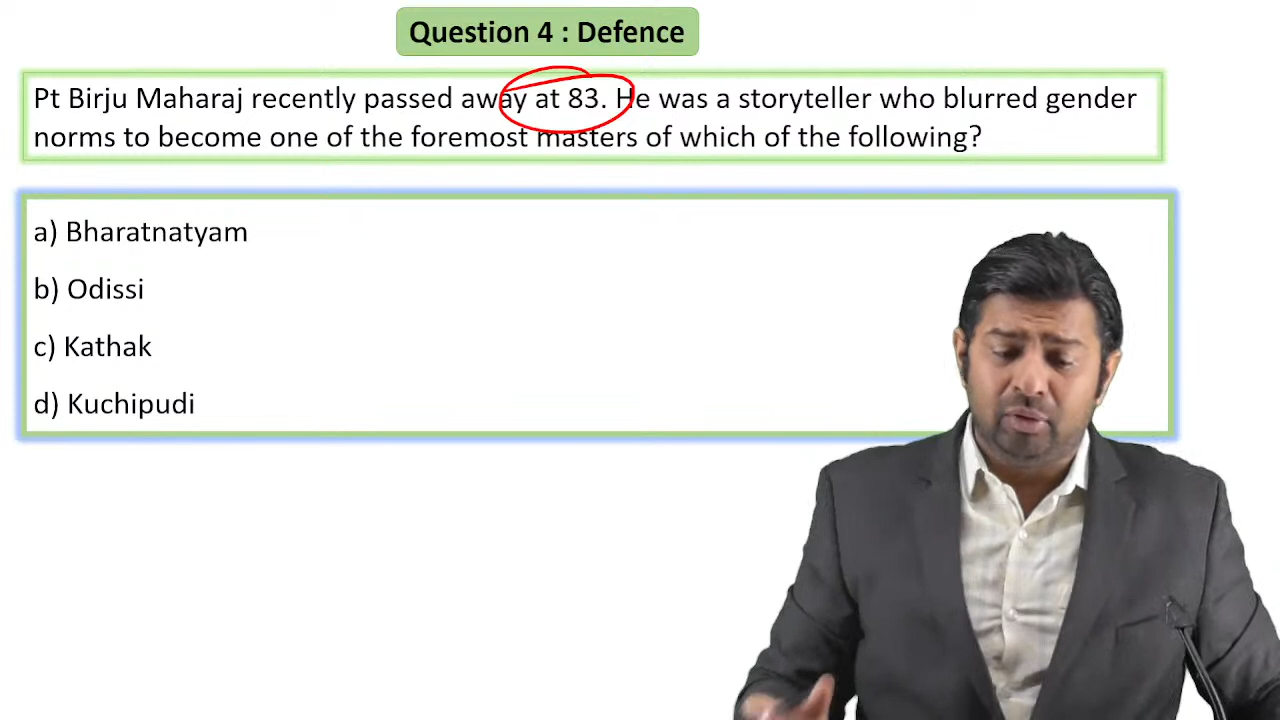 Question 4 : Defence
Pt Birju Maharaj recently passed away at 83. He was a storyteller who blurred gender
norms to become one of the foremost masters of which of the following?
a) Bharatnatyam
b) Odissi
c) Kathak
d) Kuchipudi